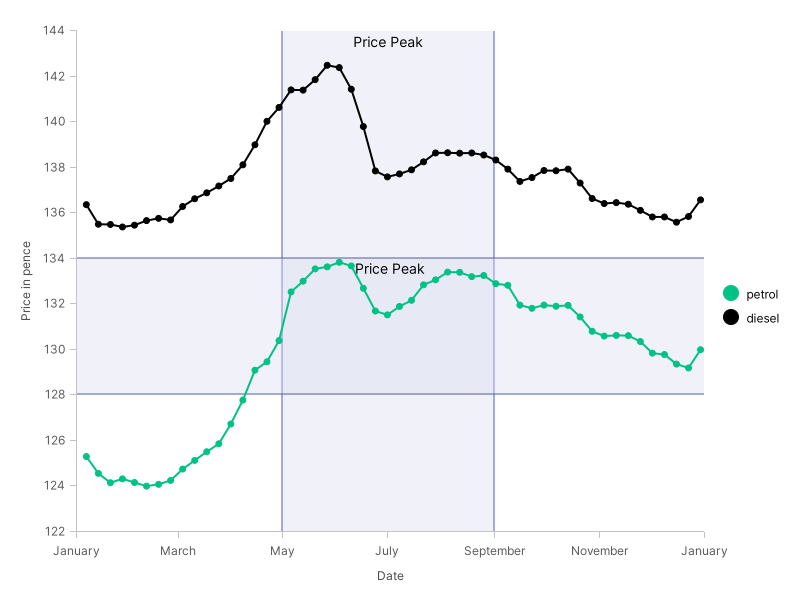 144
Price Peak
142
140
138
136
134
Price Peak
132
130
128
126
124
122
Price in pence
January
March
May
July
September
November
January
Date
petrol
diesel